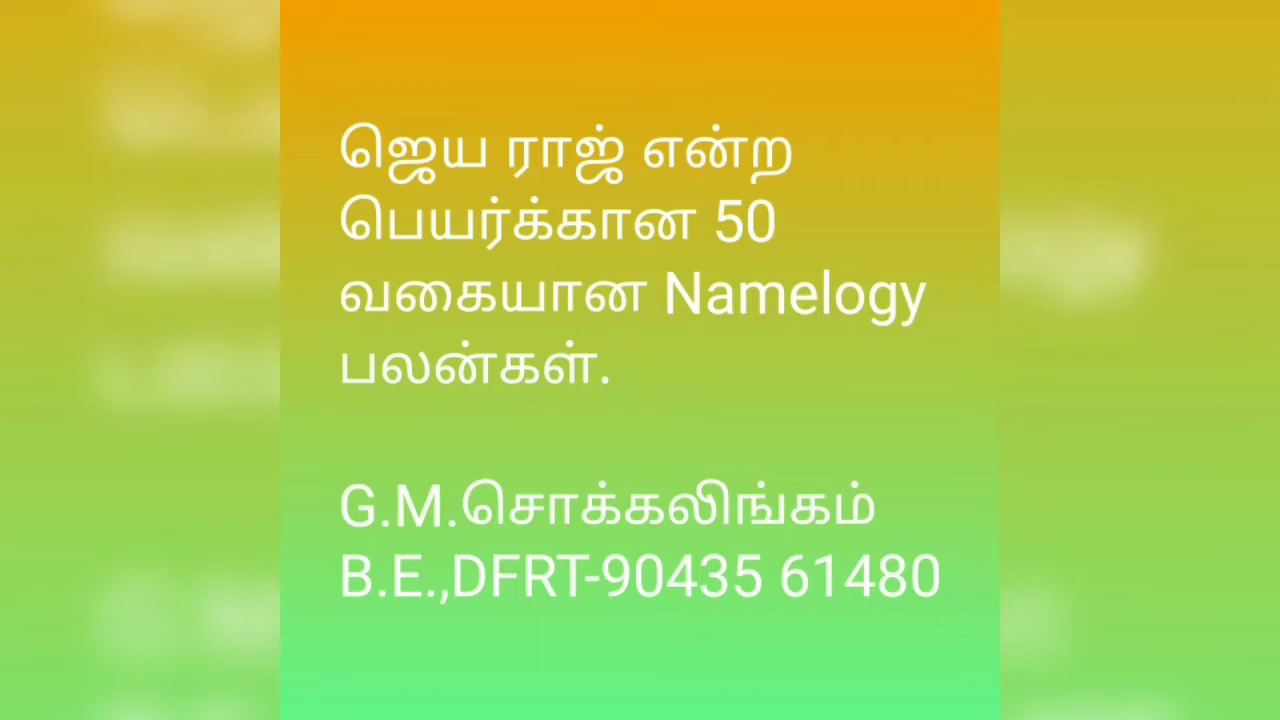 ஜெய ராஜ் என்ற
பெயர்க்கான 50
வகையான Namelogy
பலன்கள்.
G.M.சொக்கலிங்கம்
B.E.,DFRT-90435 61480